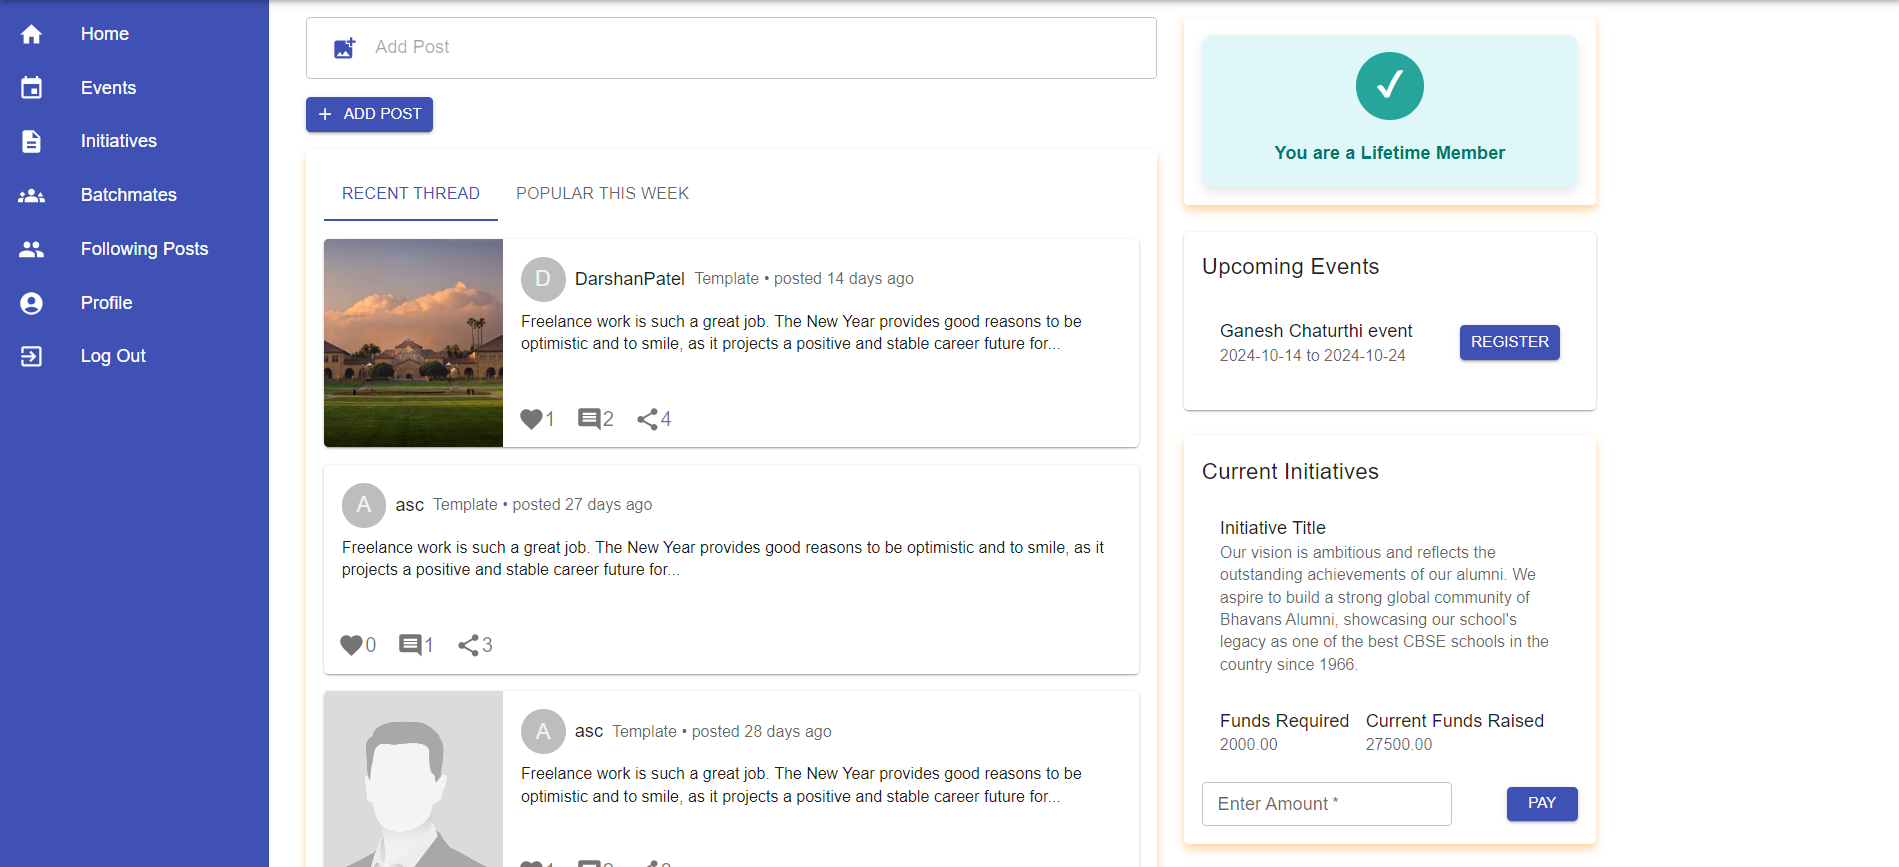 Home
Events
Initiatives
Batchmates
Following Posts
Profile
Log Out
Add Post
ADD POST
RECENT THREAD
POPULAR THIS WEEK
D
DarshanPatel Template • posted 14 days ago
Freelance work is such a great job. The New Year provides good reasons to be
optimistic and to smile, as it projects a positive and stable career future for...
1
2
4
A
asc Template • posted 27 days ago
Freelance work is such a great job. The New Year provides good reasons to be optimistic and to smile, as it
projects a positive and stable career future for...
0
1
3
A
asc Template • posted 28 days ago
Freelance work is such a great job. The New Year provides good reasons to be
optimistic and to smile, as it projects a positive and stable career future for...
You are a Lifetime Member
Upcoming Events
Ganesh Chaturthi event
2024-10-14 to 2024-10-24
REGISTER
Current Initiatives
Initiative Title
Our vision is ambitious and reflects the
outstanding achievements of our alumni. We
aspire to build a strong global community of
Bhavans Alumni, showcasing our school's
legacy as one of the best CBSE schools in the
country since 1966.
Funds Required
2000.00
Current Funds Raised
27500.00
Enter Amount *
PAY